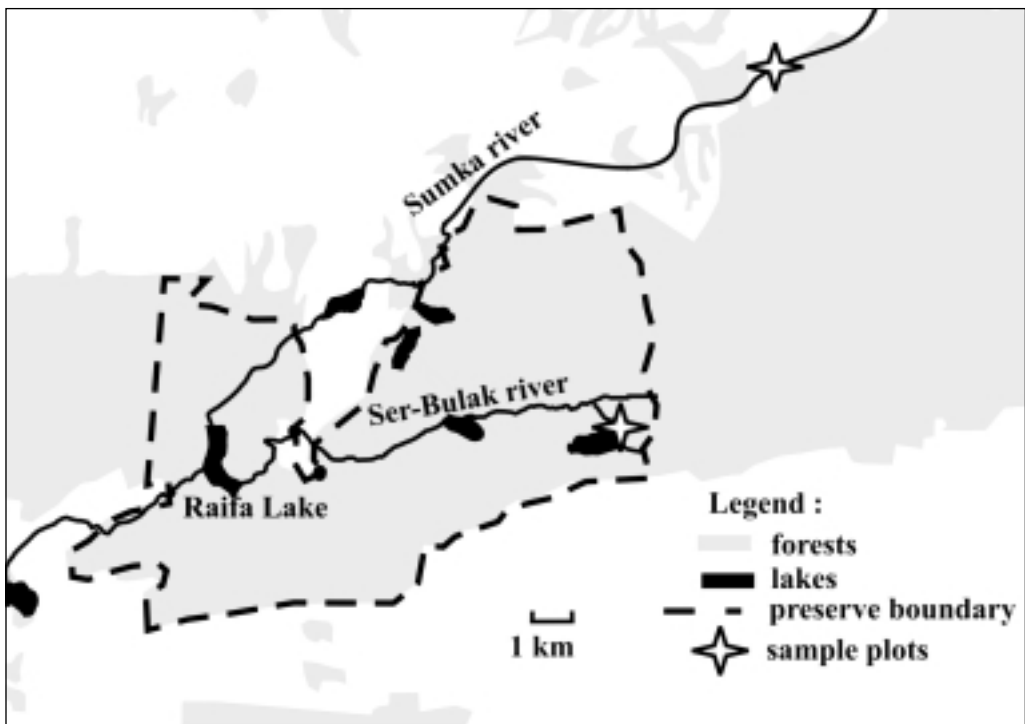 Sumka river
Ser-Bulak river
Raifa Lake
Legend :
forests
lakes
preserve boundary
sample plots
1 km